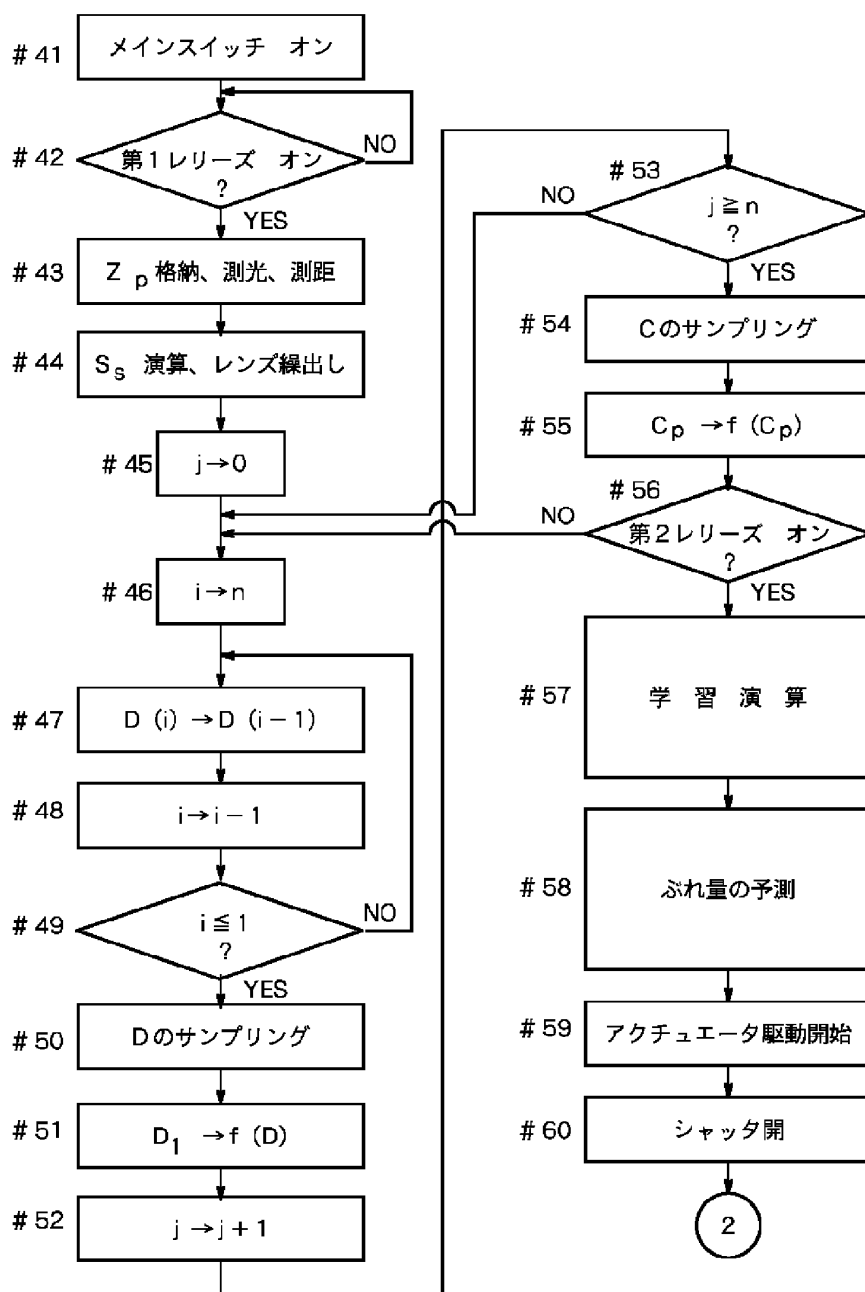 #41
メインスイッチ オン
#42
第1レリーズ オン
?
NO
YES
#43
Zp格納、測光、測距
#44
Ss 演算、レンズ繰出し
#45
j→0
#46
i→n
#47
D (i) →D (i−1)
#48
i→i−1
#49
i≦1
?
NO
YES
#50
Dのサンプリング
#51
D1 →f (D)
#52
j→j+1
#53
j≧n
?
NO
YES
#54
Cのサンプリング
#55
Cp →f (Cp)
#56
第2レリーズ オン
?
NO
YES
#57
学 習 演 算
#58
ぶれ量の予測
#59
アクチュエータ駆動開始
#60
シャッタ開
2